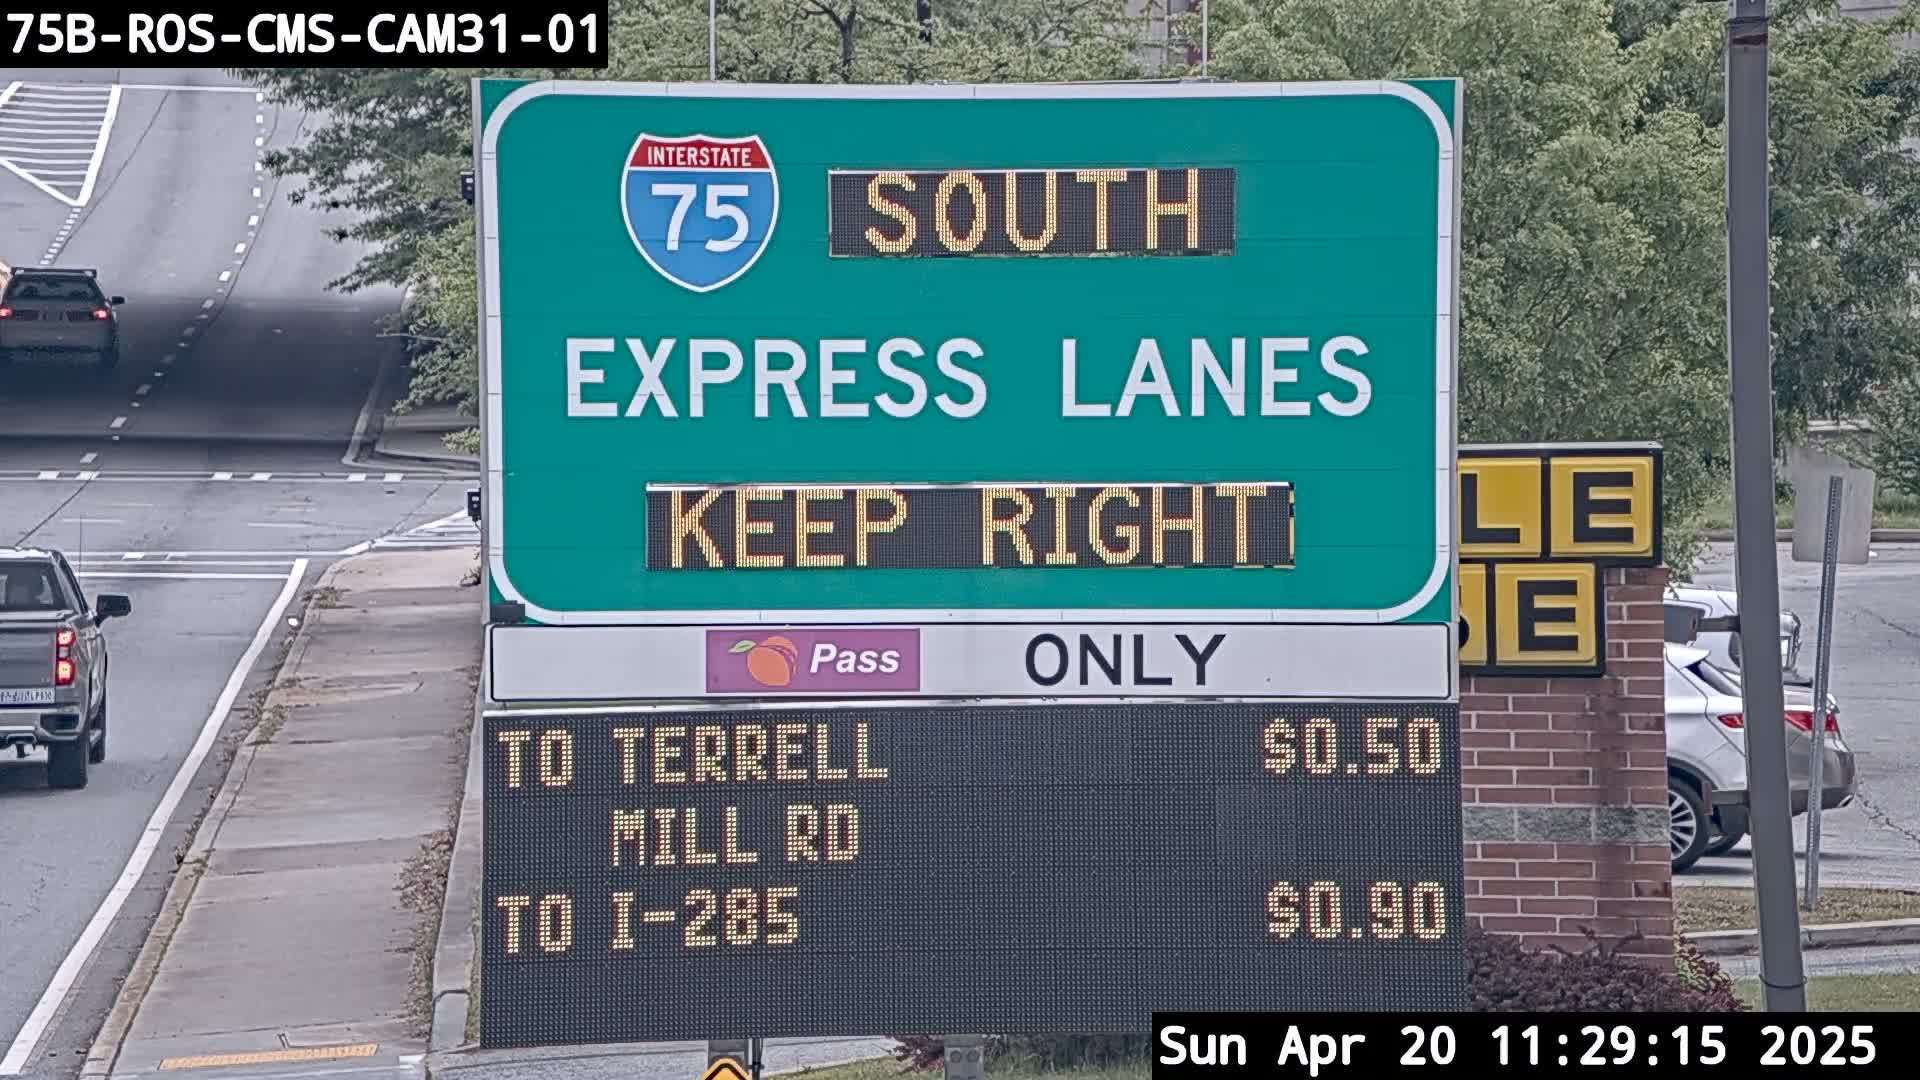 75B-ROS-CMS-CAM31-01
INTERSTATE
75
SOUTH
EXPRESS LANES
KEEP RIGHT
LE
E
Pass ONLY
TO TERRELL $0.50
MILL RD
TO I-285 $0.90
Sun Apr 20 11:29:15 2025